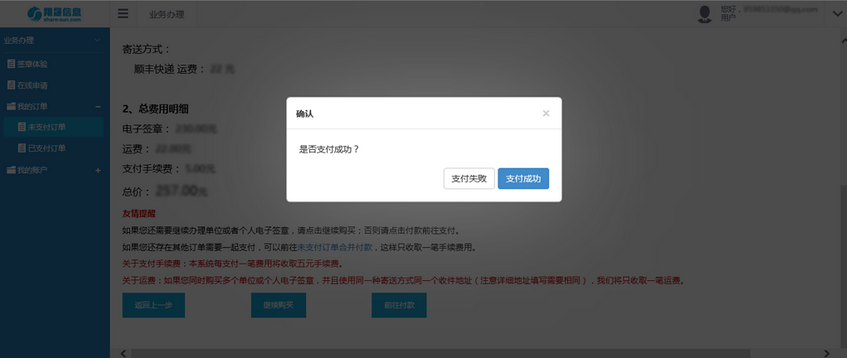 翔晟信息
share-sun.com
业务办理
您好，
用户
业务办理
签章体验
在线申请
我的订单
未支付订单
已支付订单
我的账户
寄送方式：
顺丰快递 运费： 22 元
2、总费用明细
电子签章： 230.00元
运费： 22.00元
支付手续费： 5.00元
总价： 257.00元
确认
×
是否支付成功？
支付失败 支付成功
友情提醒
如果您还需要继续办理单位或者个人电子签章，请点击继续购买；否则请点击付款前往支付。
如果您还存在其他订单需要一起支付，可以前往未支付订单合并付款，这样只收取一笔手续费用。
关于支付手续费：本系统每支付一笔费用将收取五元手续费。
关于运费：如果您同时购买多个单位或个人电子签章，并且使用同一种寄送方式同一个收件地址（注意详细地址填写需要相同），我们将只收取一笔运费。
返回上一步 继续购买 前往付款